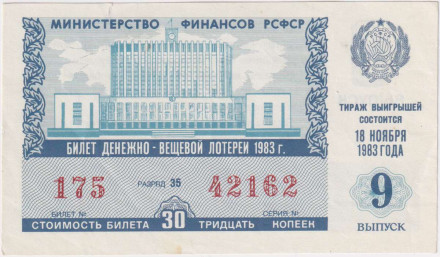 МИНИСТЕРСТВО ФИНАНСОВ РСФСР
ТИРАЖ ВЫИГРЫШЕЙ
СОСТОИТСЯ
18 НОЯБРЯ
1983 ГОДА
БИЛЕТ ДЕНЕЖНО - ВЕЩЕВОЙ ЛОТЕРЕИ 1983 г.
175 РАЗРЯД 35 42162
БИЛЕТ № СЕРИЯ №
СТОИМОСТЬ БИЛЕТА 30 ТРИДЦАТЬ КОПЕЕК
9
ВЫПУСК